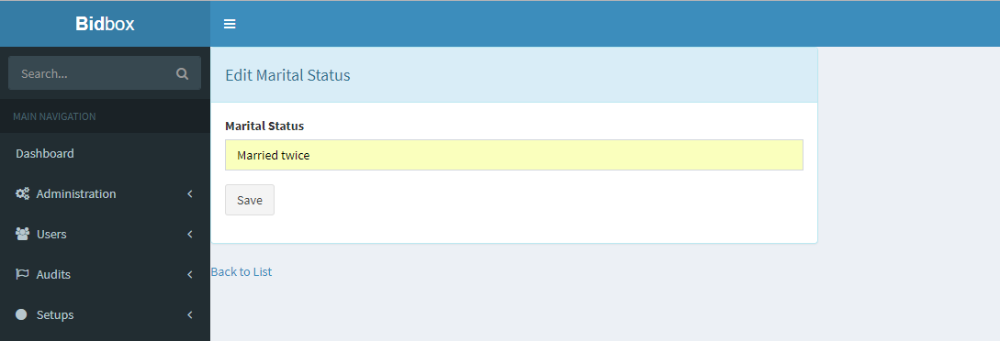 Bidbox
Search...
MAIN NAVIGATION
Dashboard
Administration
Users
Audits
Setups
Edit Marital Status
Marital Status
Married twice
Save
Back to List